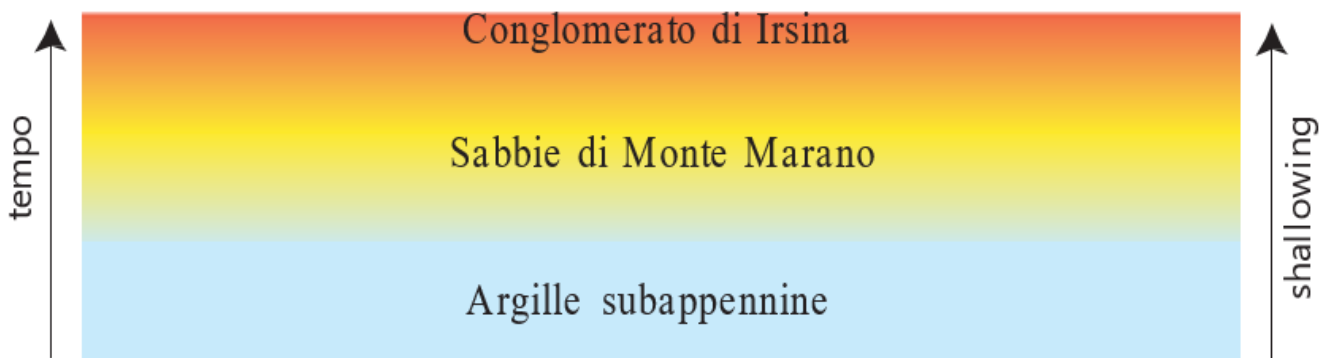 Conglomerato di Irsina
tempo
Sabbie di Monte Marano
shallowing
Argille subappennine